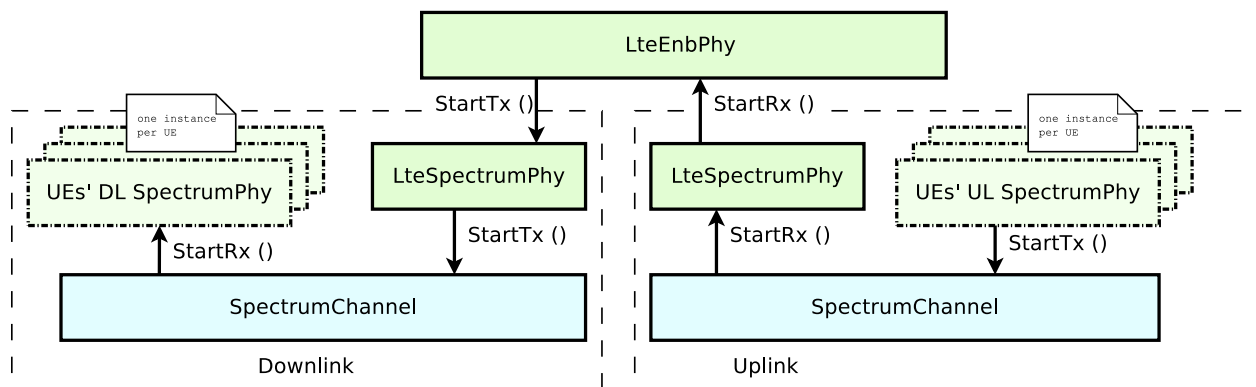 LteEnbPhy
StartTx ()
StartRx ()
one instance
per UE
one instance
per UE
UEs' DL SpectrumPhy
LteSpectrumPhy
LteSpectrumPhy
UEs' UL SpectrumPhy
StartRx ()
StartTx ()
StartRx ()
StartTx ()
SpectrumChannel
SpectrumChannel
Downlink
Uplink